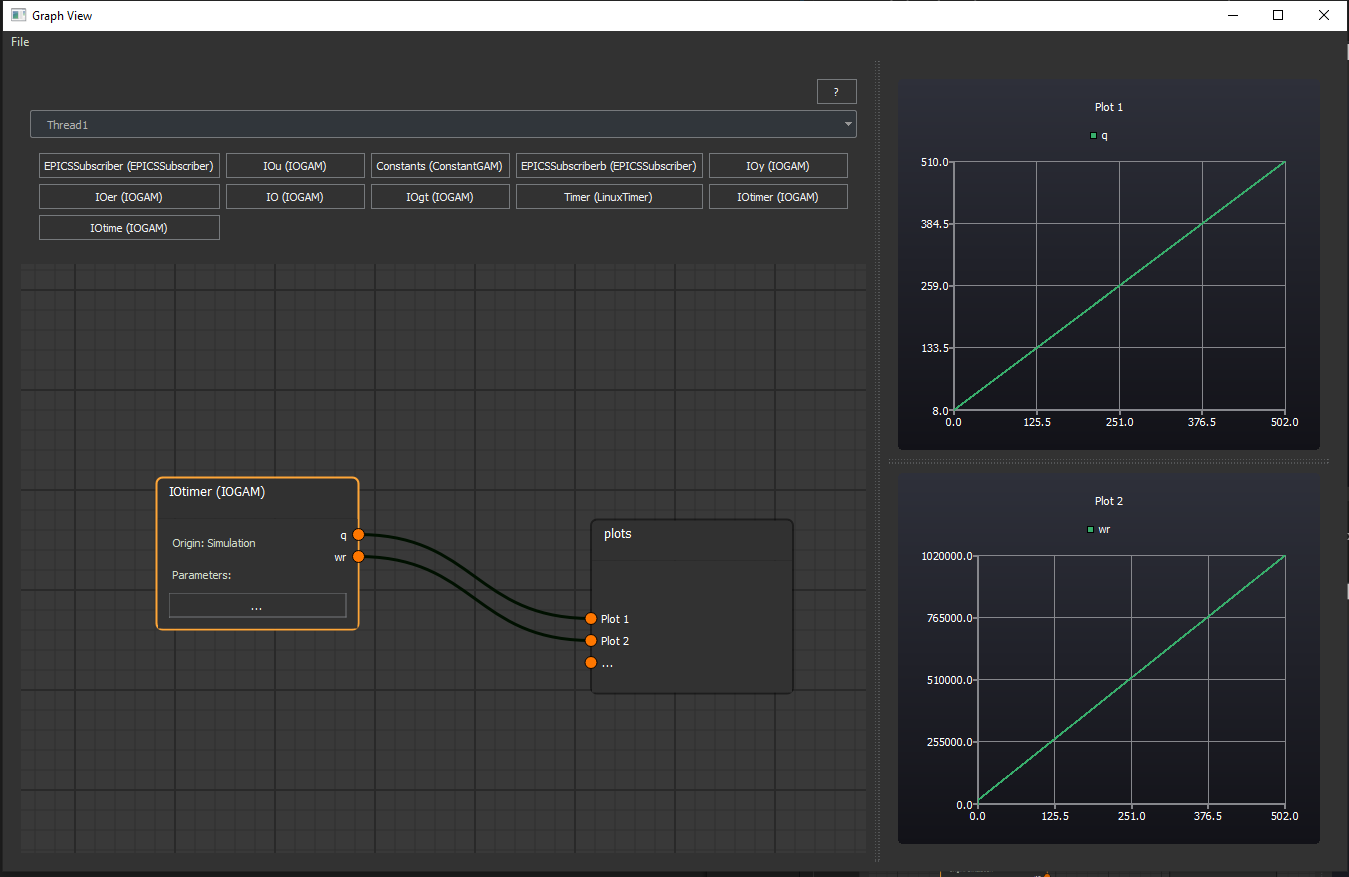 Graph View
File
?
Thread1
EPICSSubscriber (EPICSSubscriber) IOu (IOGAM) Constants (ConstantGAM) EPICSSubscriberb (EPICSSubscriber) IOy (IOGAM)
IOer (IOGAM) IO (IOGAM) IOgt (IOGAM) Timer (LinuxTimer) IOtimer (IOGAM)
IOtime (IOGAM)
IOtimer (IOGAM)
q
Origin: Simulation
wr
Parameters:
...
plots
Plot 1
Plot 2
...
Plot 1
q
510.0
384.5
259.0
133.5
8.0
0.0 125.5 251.0 376.5 502.0
Plot 2
wr
1020000.0
765000.0
510000.0
255000.0
0.0
0.0 125.5 251.0 376.5 502.0